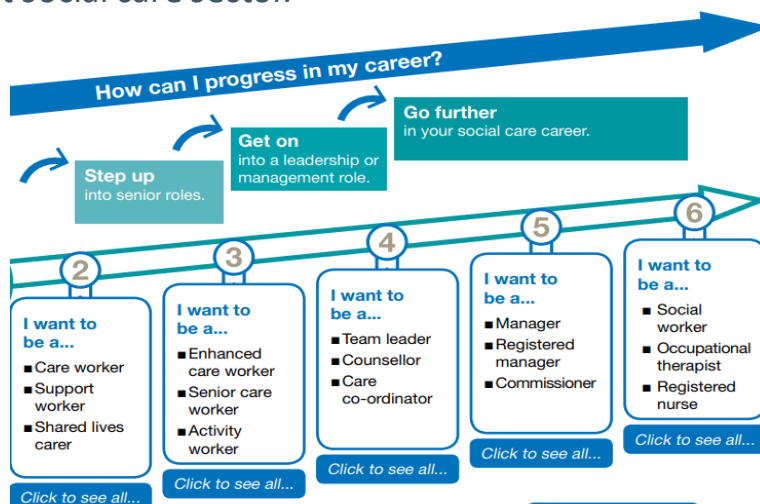 social care sector.
How can I progress in my career?
Step up
into senior roles.
Get on
into a leadership or
management role.
Go further
in your social care career.
2
I want to
be a...
■ Care worker
■ Support
worker
■ Shared lives
carer
Click to see all...
3
I want to
be a...
■ Enhanced
care worker
■ Senior care
worker
■ Activity
worker
Click to see all...
4
I want to
be a...
■ Team leader
■ Counsellor
■ Care
co-ordinator
Click to see all...
5
I want to
be a...
■ Manager
■ Registered
manager
■ Commissioner
Click to see all...
6
I want to
be a...
■ Social
worker
■ Occupational
therapist
■ Registered
nurse
Click to see all...